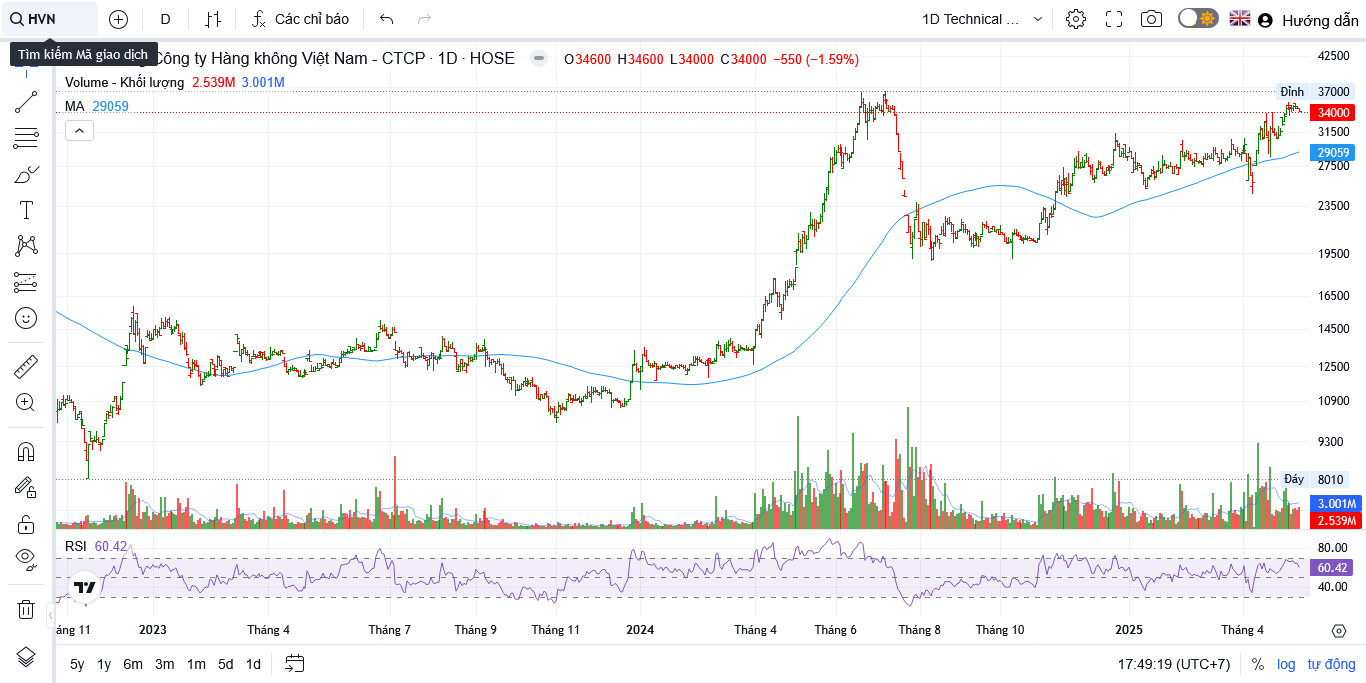 HVN D Các chỉ báo 1D Technical ... Hướng dẫn
Tìm kiếm Mã giao dịch
Công ty Hàng không Việt Nam - CTCP · 1D · HOSE O34600 H34600 L34000 C34000 −550 (−1.59%)
Volume - Khối lượng 2.539M 3.001M
MA 29059
42500
Đỉnh 37000
34000
31500
29059
27500
23500
19500
16500
14500
12500
10900
9300
Đáy 8010
3.001M
2.539M
RSI 60.42
80.00
60.42
40.00
áng 11 2023 Tháng 4 Tháng 7 Tháng 9 Tháng 11 2024 Tháng 4 Tháng 6 Tháng 8 Tháng 10 2025 Tháng 4
5y 1y 6m 3m 1m 5d 1d 17:49:19 (UTC+7) % log tự động